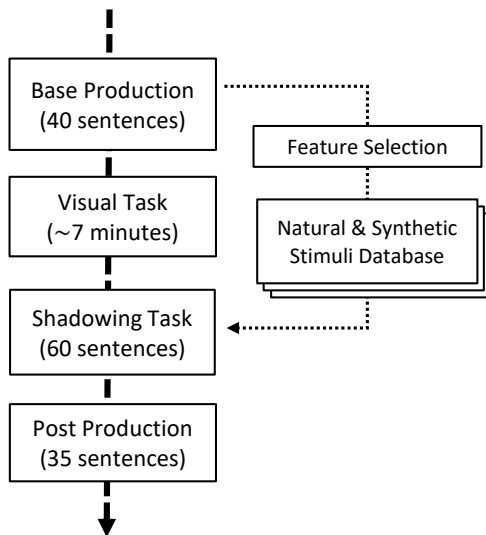 Base Production
(40 sentences)
Feature Selection
Visual Task
(~7 minutes)
Natural & Synthetic
Stimuli Database
Shadowing Task
(60 sentences)
Post Production
(35 sentences)